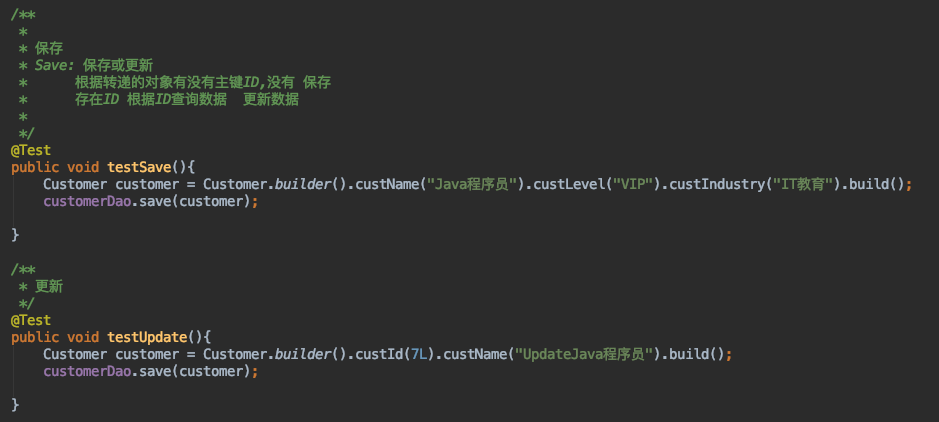 /**
 *
 * 保存
 * Save: 保存或更新
 *      根据转递的对象有没有主键ID,没有 保存
 *      存在ID 根据ID查询数据  更新数据
 *
 */
@Test
public void testSave(){
    Customer customer = Customer.builder().custName("Java程序员").custLevel("VIP").custIndustry("IT教育").build();
    customerDao.save(customer);
}
/**
 * 更新
 */
@Test
public void testUpdate(){
    Customer customer = Customer.builder().custId(7L).custName("UpdateJava程序员").build();
    customerDao.save(customer);
}